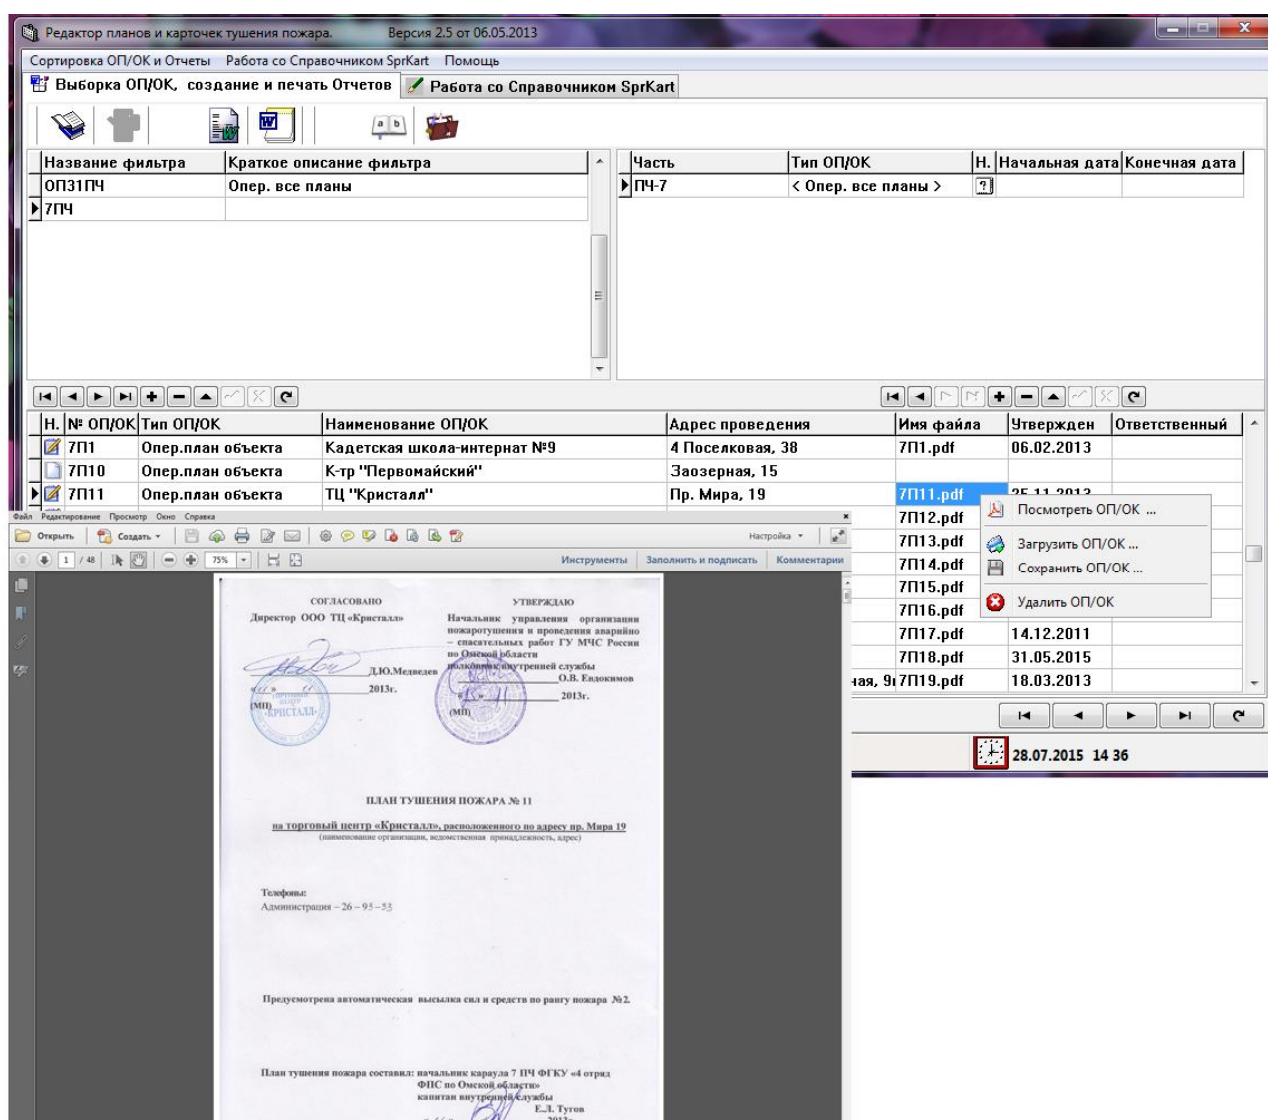 Редактор планов и карточек тушения пожара. Версия 2.5 от 06.05.2013
Сортировка ОП/ОК и Отчеты Работа со Справочником SprKart Помощь
Выборка ОП/ОК, создание и печать Отчетов Работа со Справочником SprKart
Название фильтра Краткое описание фильтра
ОП31ПЧ Опер. все планы
7ПЧ
Часть Тип ОП/ОК Н. Начальная дата Конечная дата
ПЧ-7 < Опер. все планы > ?
Н. № ОП/ОК Тип ОП/ОК Наименование ОП/ОК Адрес проведения Имя файла Утвержден Ответственный
7П1 Опер.план объекта Кадетская школа-интернат №9 4 Поселковая, 38 7П1.pdf 06.02.2013
7П10 Опер.план объекта К-тр "Первомайский" Заозерная, 15
7П11 Опер.план объекта ТЦ "Кристалл" Пр. Мира, 19 7П11.pdf 25.11.2013
7П12.pdf
7П13.pdf
7П14.pdf
7П15.pdf
7П16.pdf
7П17.pdf 14.12.2011
7П18.pdf 31.05.2015
ная, 9 7П19.pdf 18.03.2013
Посмотреть ОП/ОК ...
Загрузить ОП/ОК ...
Сохранить ОП/ОК ...
Удалить ОП/ОК
28.07.2015 14 36
Файл Редактирование Просмотр Окно Справка
Открыть Создать Настройка
1 / 48 75% Инструменты Заполнить и подписать Комментарии
СОГЛАСОВАНО
Директор ООО ТЦ «Кристалл»
Д.Ю.Медведев
2013г.
(МП)
КРИСТАЛЛ
УТВЕРЖДАЮ
Начальник управления организации
пожаротушения и проведения аварийно
– спасательных работ ГУ МЧС России
по Омской области
полковник внутренней службы
О.В. Евдокимов
2013г.
(МП)
ПЛАН ТУШЕНИЯ ПОЖАРА № 11
на торговый центр «Кристалл», расположенного по адресу пр. Мира 19
(наименование организации, ведомственная принадлежность, адрес)
Телефоны:
Администрация – 26 – 95 – 53
Предусмотрена автоматическая высылка сил и средств по рангу пожара №2.
План тушения пожара составил: начальник караула 7 ПЧ ФГКУ «4 отряд
ФПС по Омской области»
капитан внутренней службы
Е.Л. Тутов
2013г.